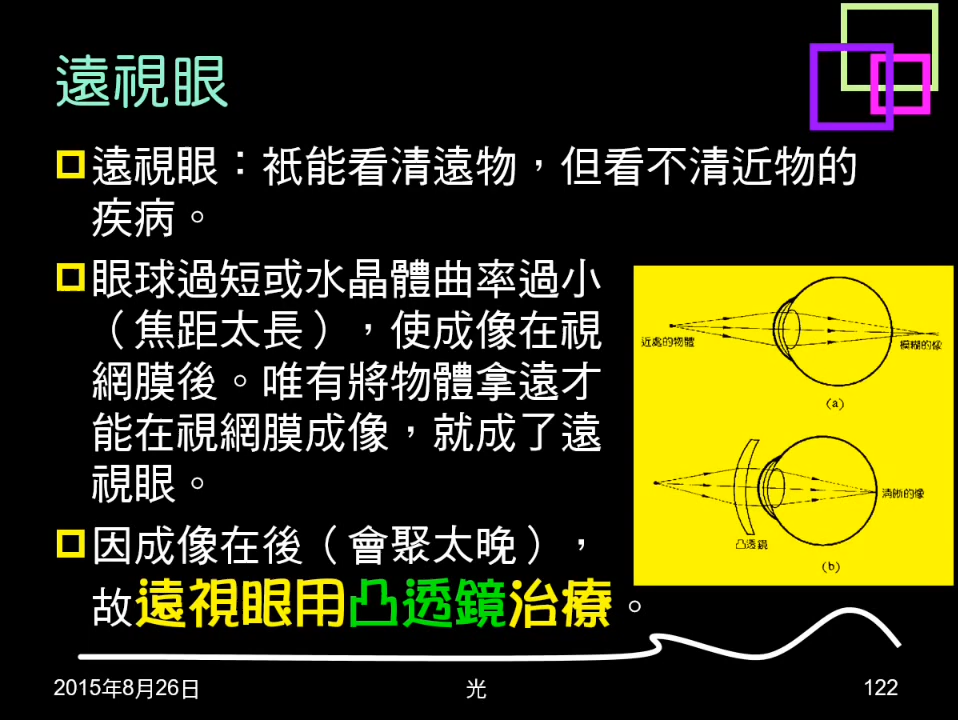 遠視眼
遠視眼：祇能看清遠物，但看不清近物的
疾病。
眼球過短或水晶體曲率過小
（焦距太長），使成像在視
網膜後。唯有將物體拿遠才
能在視網膜成像，就成了遠
視眼。
因成像在後（會聚太晚），
故遠視眼用凸透鏡治療。
近處的物體
模糊的像
(a)
清晰的像
凸透鏡
(b)
2015年8月26日
光
122